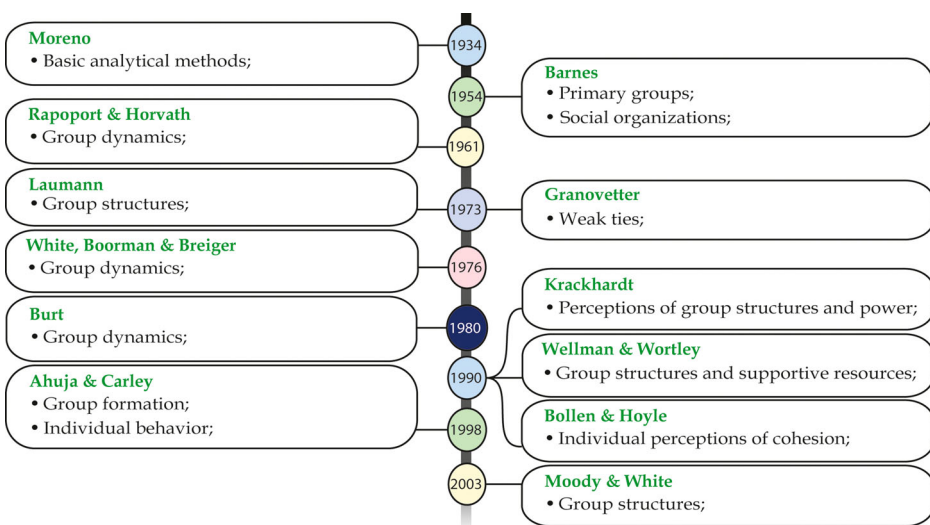 Moreno
• Basic analytical methods;
1934
Barnes
• Primary groups;
• Social organizations;
1954
Rapoport & Horvath
• Group dynamics;
1961
Laumann
• Group structures;
1973
Granovetter
• Weak ties;
White, Boorman & Breiger
• Group dynamics;
1976
Burt
• Group dynamics;
1980
Krackhardt
• Perceptions of group structures and power;
1990
Wellman & Wortley
• Group structures and supportive resources;
Bollen & Hoyle
• Individual perceptions of cohesion;
Ahuja & Carley
• Group formation;
• Individual behavior;
1998
2003
Moody & White
• Group structures;